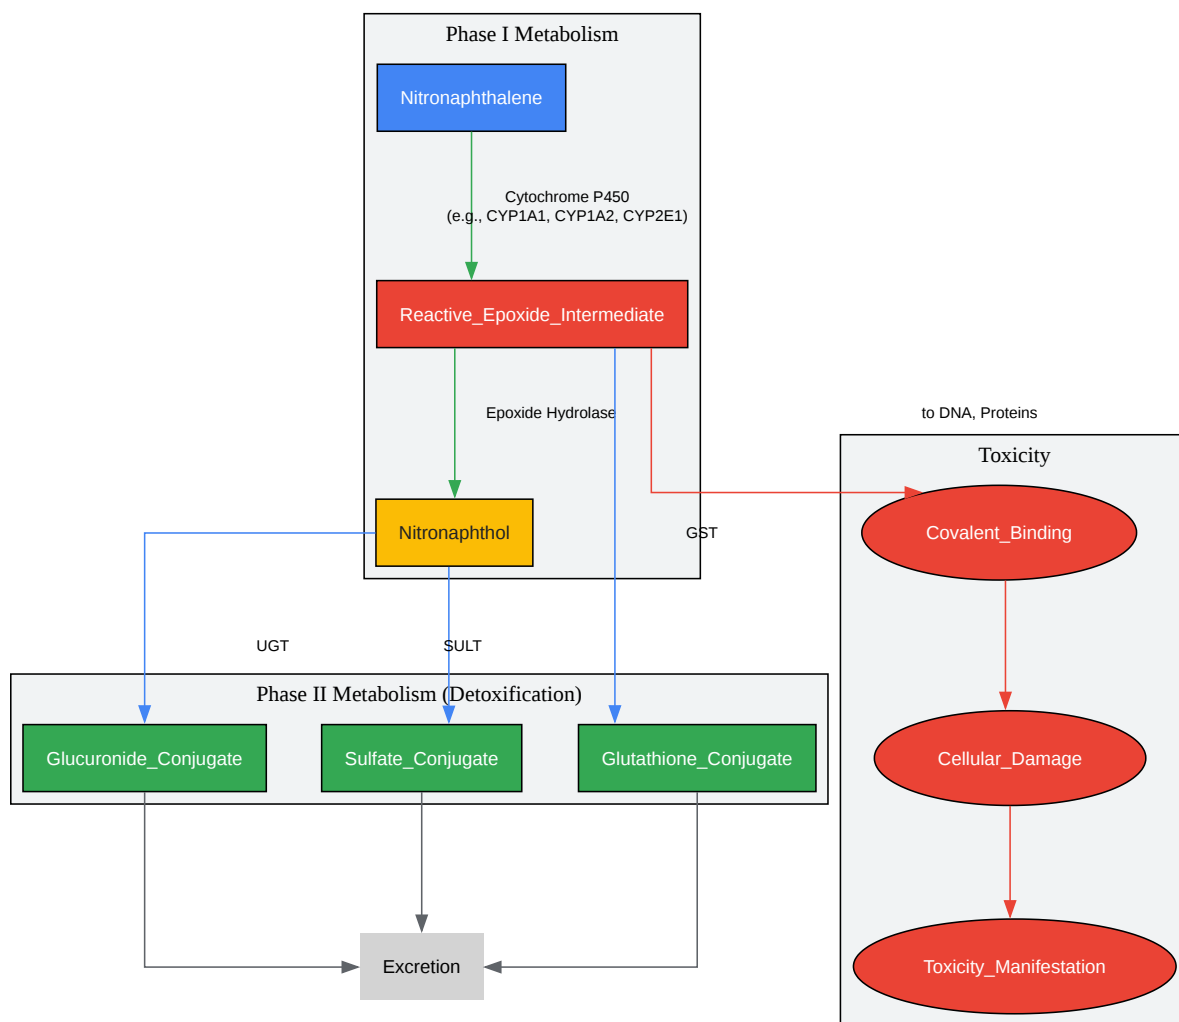 Phase I Metabolism
Nitronaphthalene
Cytochrome P450
(e.g., CYP1A1, CYP1A2, CYP2E1)
Reactive_Epoxide_Intermediate
Epoxide Hydrolase
to DNA, Proteins
Toxicity
Nitronaphthol
GST
Covalent_Binding
UGT
SULT
Phase II Metabolism (Detoxification)
Glucuronide_Conjugate
Sulfate_Conjugate
Glutathione_Conjugate
Cellular_Damage
Excretion
Toxicity_Manifestation